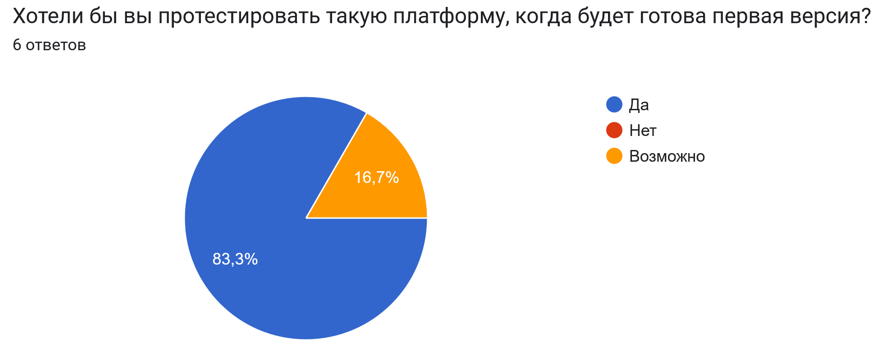 Хотели бы вы протестировать такую платформу, когда будет готова первая версия?
6 ответов
Да
Нет
Возможно
16,7%
83,3%